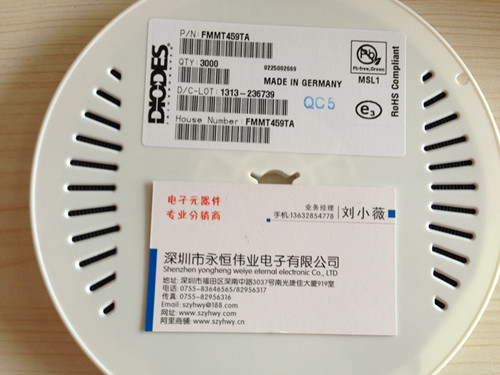 DIODES
P/N: FMMT459TA
QTY: 3000
0225002669
MADE IN GERMANY
D/C-LOT: 1313-236739
House Number: FMMT459TA
Pb
Pb-free, Green
MSL1
e3
RoHS Compliant
QC 5
电子元器件
专业分销商
业务经理
手机:13632854778
刘小薇
深圳市永恒伟业电子有限公司
Shenzhen yongheng weiye eternal electronic Co., LTD
地址: 深圳市福田区深南中路3037号南光捷佳大厦919室
电话: 0755-83646565/82956317
传真: 0755-82956316
Email: szyhwy@188.com
网址: www.szyhwy.com
阿里商铺: www.szyhwy.cn